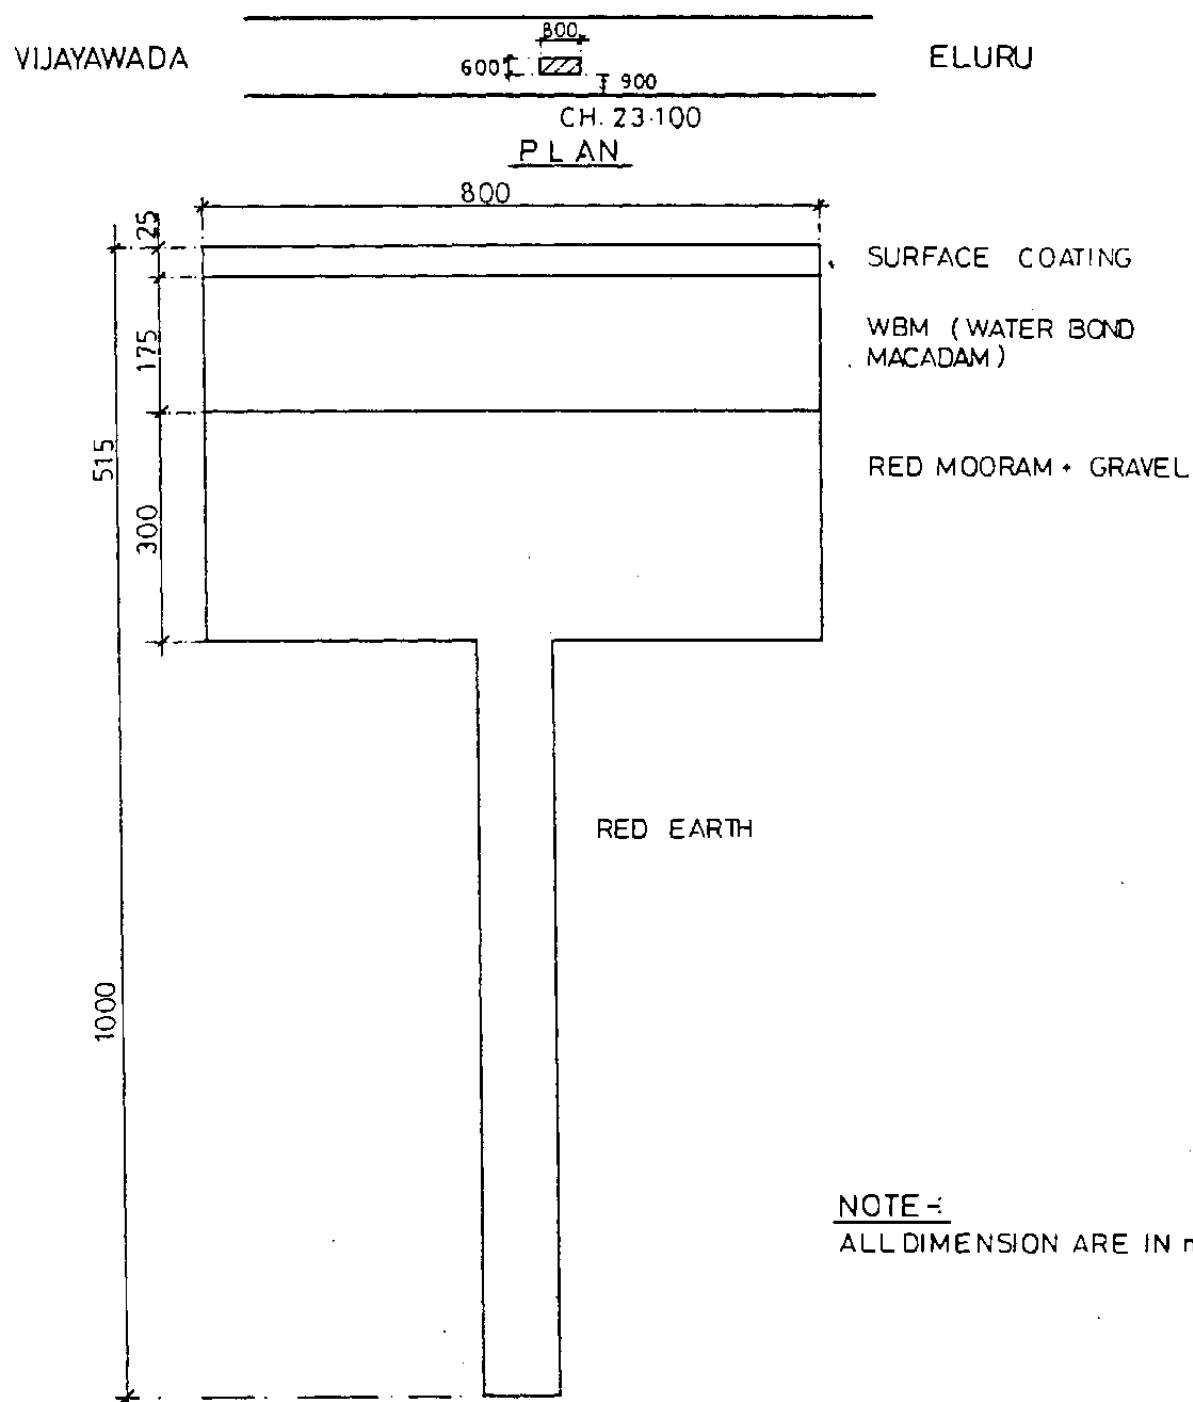 VIJAYAWADA
800
600
900
ELURU
CH. 23.100
PLAN
800
25
SURFACE COATING
175
WBM (WATER BOND
MACADAM)
515
300
RED MOORAM + GRAVEL
RED EARTH
1000
NOTE -:
ALL DIMENSION ARE IN